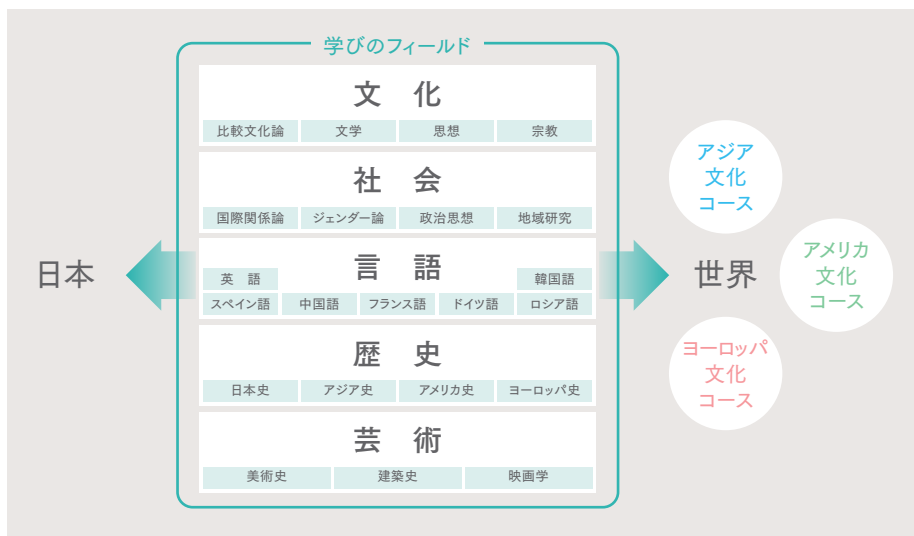 学びのフィールド
文 化
比較文化論 文学 思想 宗教
社 会
国際関係論 ジェンダー論 政治思想 地域研究
言 語
英 語 韓国語
スペイン語 中国語 フランス語 ドイツ語 ロシア語
歴 史
日本史 アジア史 アメリカ史 ヨーロッパ史
芸 術
美術史 建築史 映画学
日本
世界
アジア
文化
コース
アメリカ
文化
コース
ヨーロッパ
文化
コース